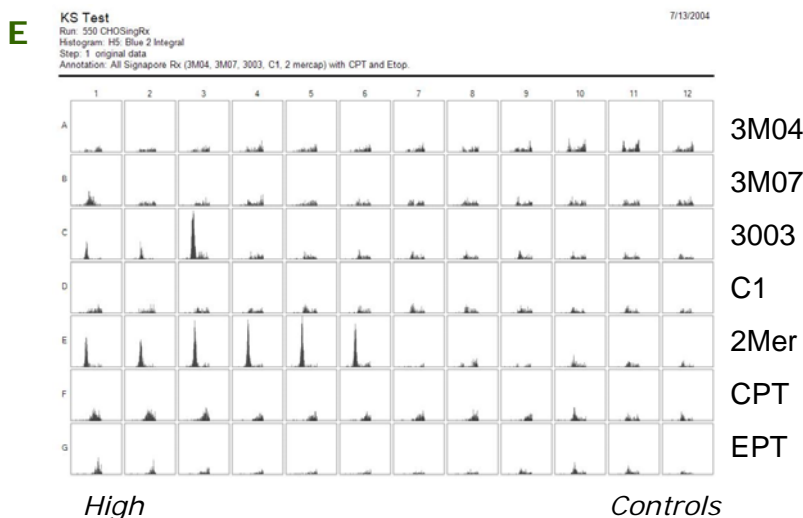 E
KS Test
7/13/2004
Run: 550 CHOSingRx
Histogram: H5: Blue 2 Integral
Step: 1 original data
Annotation: All Signapore Rx (3M04, 3M07, 3003, C1, 2 mercap) with CPT and Etop.
1 2 3 4 5 6 7 8 9 10 11 12
A 3M04
B 3M07
C 3003
D C1
E 2Mer
F CPT
G EPT
High Controls